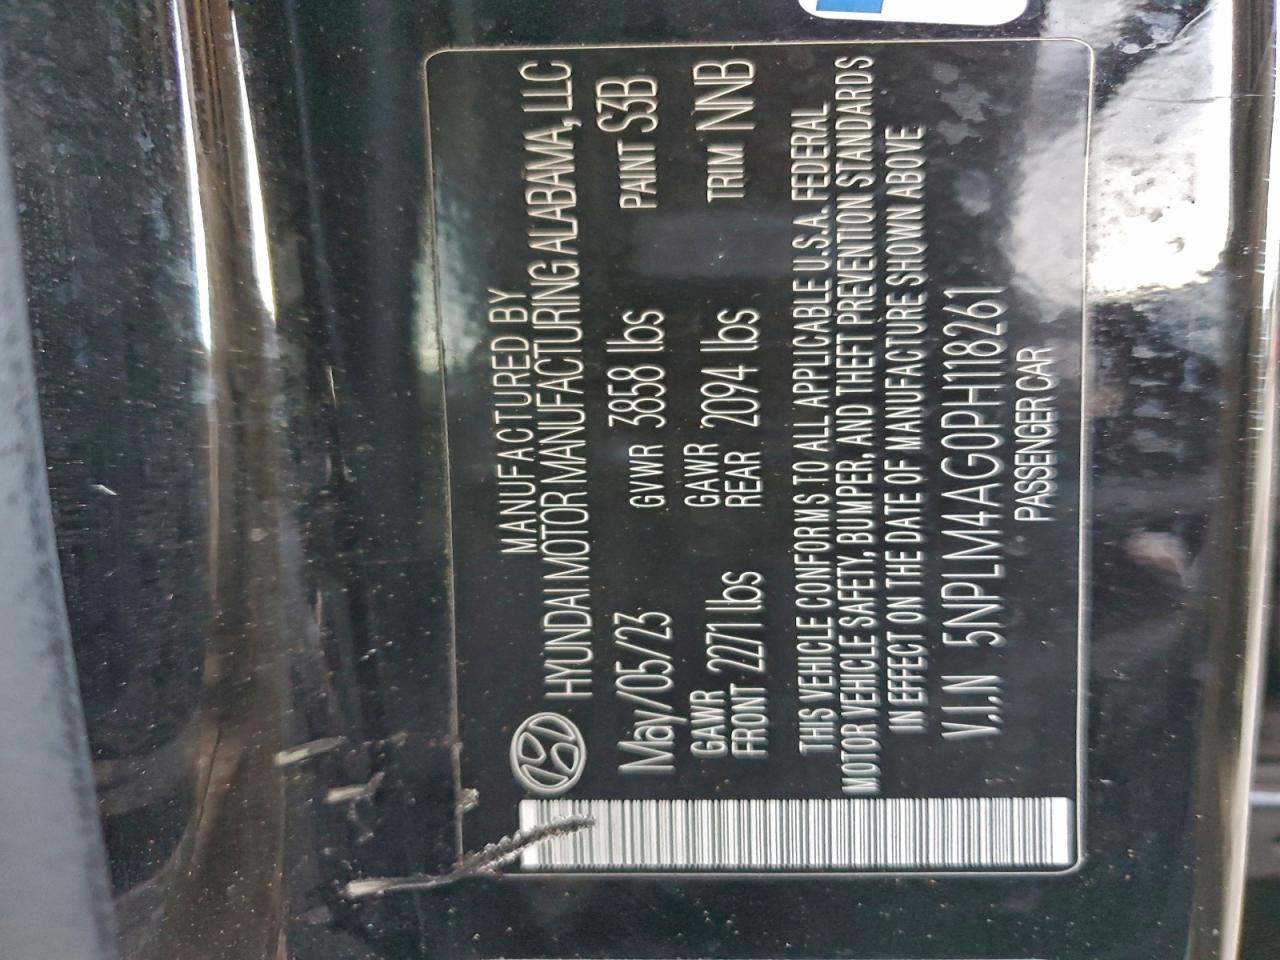 MANUFACTURED BY
HYUNDAI MOTOR MANUFACTURING ALABAMA, LLC
May/05/23 GVWR 3858 lbs PAINT S3B
GAWR FRONT 2271 lbs GAWR REAR 2094 lbs TRIM NNB
THIS VEHICLE CONFORMS TO ALL APPLICABLE U.S.A. FEDERAL
MOTOR VEHICLE SAFETY, BUMPER, AND THEFT PREVENTION STANDARDS
IN EFFECT ON THE DATE OF MANUFACTURE SHOWN ABOVE
V.I.N 5NPLM4AG0PH118261
PASSENGER CAR